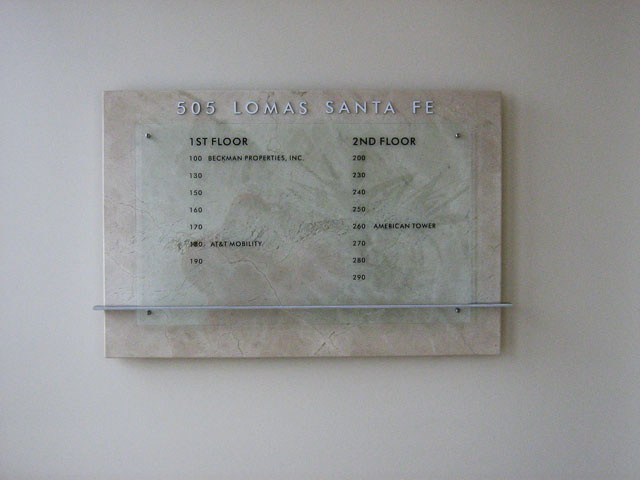 505 LOMAS SANTA FE
1ST FLOOR
100 BECKMAN PROPERTIES, INC.
130
150
160
170
180 AT&T MOBILITY
190
2ND FLOOR
200
230
240
250
260 AMERICAN TOWER
270
280
290